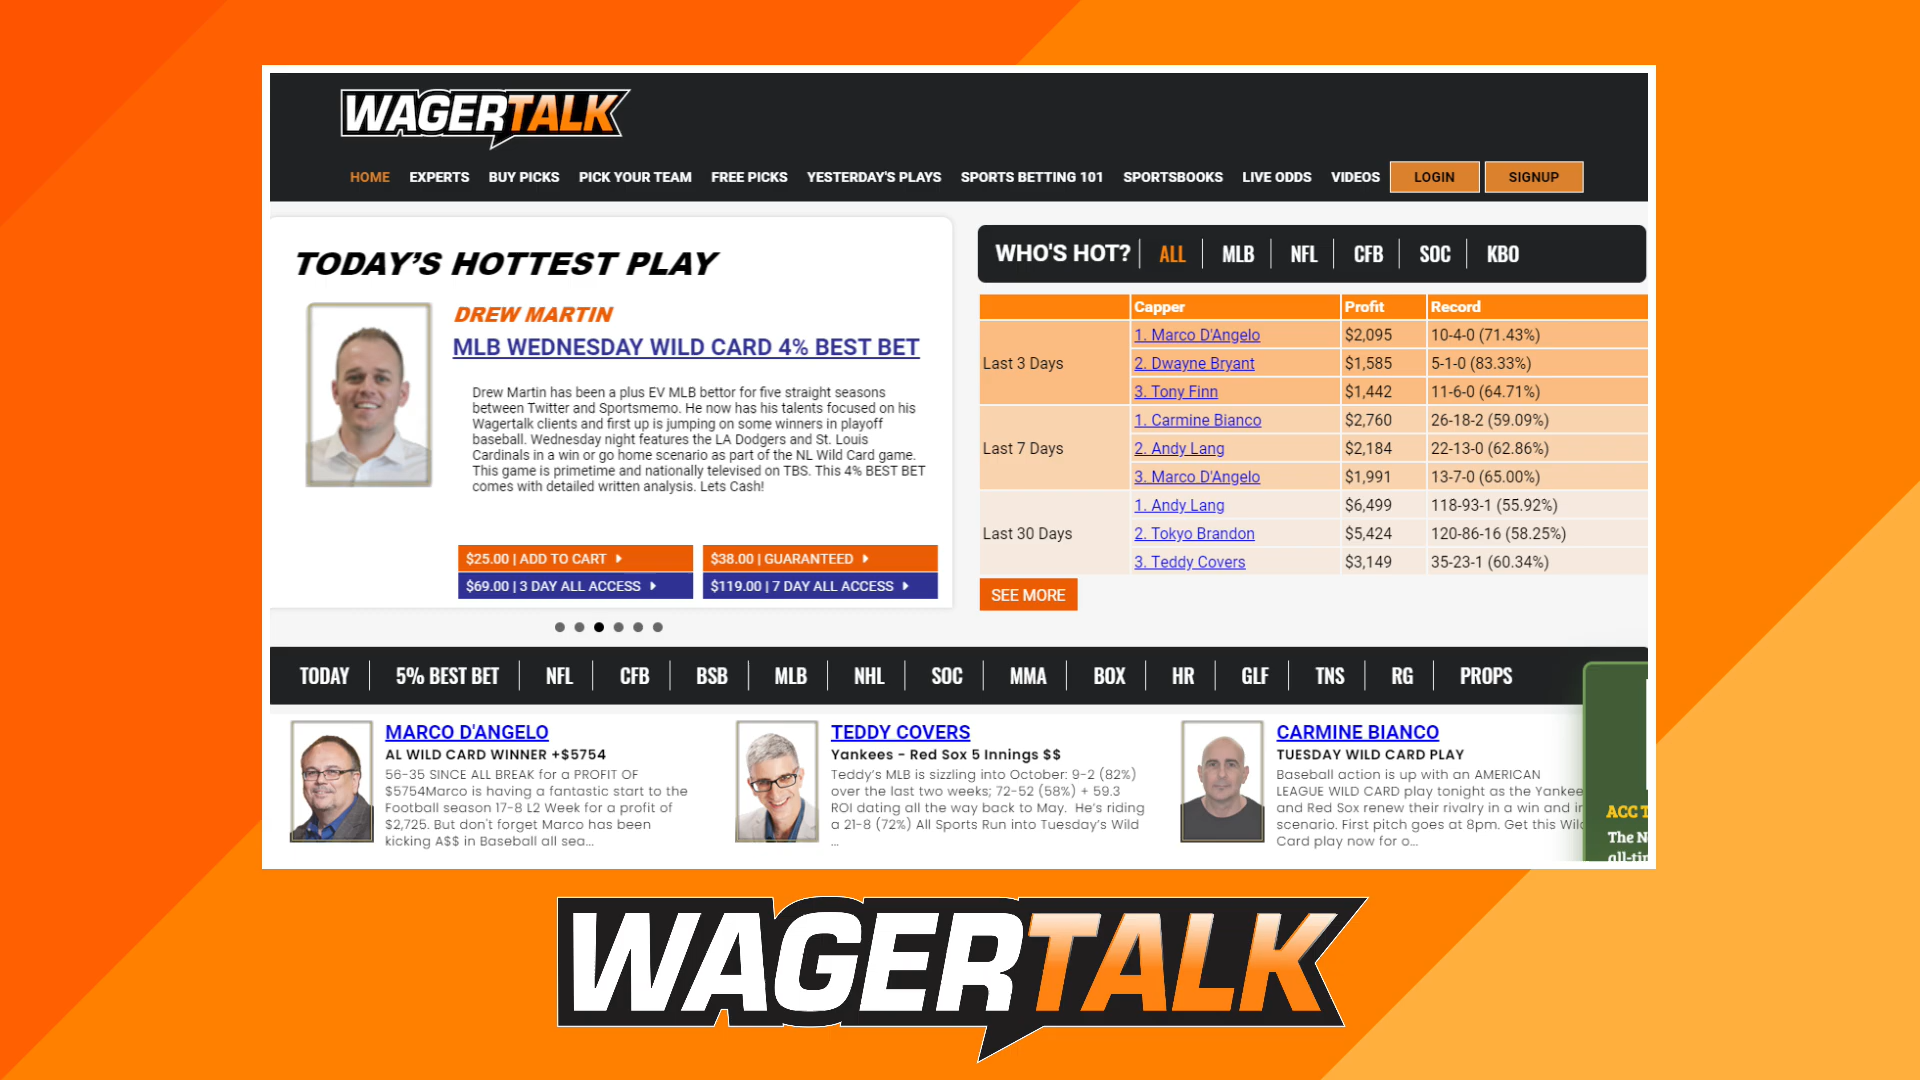 WAGERTALK
HOME EXPERTS BUY PICKS PICK YOUR TEAM FREE PICKS YESTERDAY'S PLAYS SPORTS BETTING 101 SPORTSBOOKS LIVE ODDS VIDEOS LOGIN SIGNUP
TODAY'S HOTTEST PLAY
DREW MARTIN
MLB WEDNESDAY WILD CARD 4% BEST BET
Drew Martin has been a plus EV MLB bettor for five straight seasons
between Twitter and Sportsmemo. He now has his talents focused on his
Wagertalk clients and first up is jumping on some winners in playoff
baseball. Wednesday night features the LA Dodgers and St. Louis
Cardinals in a win or go home scenario as part of the NL Wild Card game.
This game is primetime and nationally televised on TBS. This 4% BEST BET
comes with detailed written analysis. Lets Cash!
$25.00 | ADD TO CART
$38.00 | GUARANTEED
$69.00 | 3 DAY ALL ACCESS
$119.00 | 7 DAY ALL ACCESS
WHO'S HOT? ALL MLB NFL CFB SOC KBO
Capper Profit Record
Last 3 Days
1. Marco D'Angelo $2,095 10-4-0 (71.43%)
2. Dwayne Bryant $1,585 5-1-0 (83.33%)
3. Tony Finn $1,442 11-6-0 (64.71%)
Last 7 Days
1. Carmine Bianco $2,760 26-18-2 (59.09%)
2. Andy Lang $2,184 22-13-0 (62.86%)
3. Marco D'Angelo $1,991 13-7-0 (65.00%)
Last 30 Days
1. Andy Lang $6,499 118-93-1 (55.92%)
2. Tokyo Brandon $5,424 120-86-16 (58.25%)
3. Teddy Covers $3,149 35-23-1 (60.34%)
SEE MORE
TODAY 5% BEST BET NFL CFB BSB MLB NHL SOC MMA BOX HR GLF TNS RG PROPS
MARCO D'ANGELO
AL WILD CARD WINNER +$5754
56-35 SINCE ALL BREAK for a PROFIT OF
$5754Marco is having a fantastic start to the
Football season 17-8 L2 Week for a profit of
$2,725. But don't forget Marco has been
kicking A$$ in Baseball all sea...
TEDDY COVERS
Yankees - Red Sox 5 Innings $$
Teddy's MLB is sizzling into October: 9-2 (82%)
over the last two weeks; 72-52 (58%) + 59.3
ROI dating all the way back to May. He's riding
a 21-8 (72%) All Sports Run into Tuesday's Wild
...
CARMINE BIANCO
TUESDAY WILD CARD PLAY
Baseball action is up with an AMERICAN
LEAGUE WILD CARD play tonight as the Yankee
and Red Sox renew their rivalry in a win and
scenario. First pitch goes at 8pm. Get this
Card play now for o...
ACC
The
all-
WAGERTALK